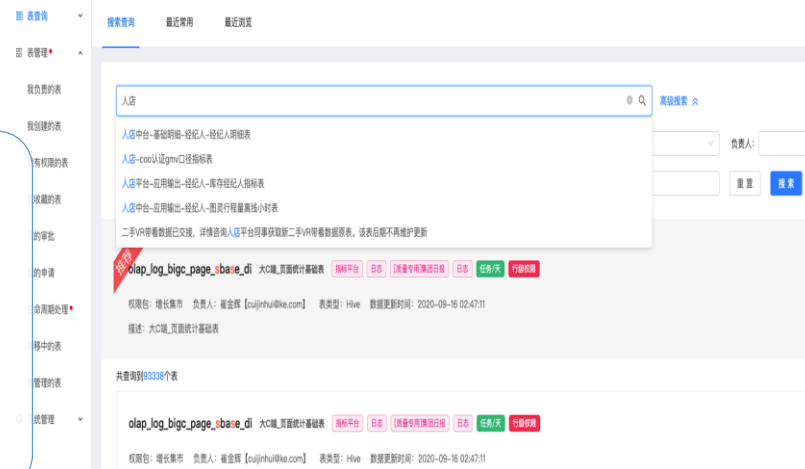 表查询
搜索查询 最近常用 最近浏览
表管理
我负责的表
我创建的表
有权限的表
收藏的表
的审批
的申请
命周期处理
移中的表
管理的表
统管理
人店
高级搜索
人店中台-基础明细-经纪人-经纪人明细表
人店-coo认证gmv口径指标表
人店平台-应用输出-经纪人-库存经纪人指标表
人店中台-应用输出-经纪人-图灵行程量离线小时表
二手VR带看数据已交接，详情咨询人店平台同事获取新二手VR带看数据原表。该表后期不再维护更新
负责人:
重置 搜索
推荐
olap_log_bigc_page_sbase_di 大C端_页面统计基础表 指标平台 日志 [质量专用]集团日报 日志 任务/天 行级权限
权限包: 增长集市 负责人: 崔金辉【cuijinhui@ke.com】 表类型: Hive 数据更新时间: 2020-09-16 02:47:11
描述: 大C端_页面统计基础表
共查询到93338个表
olap_log_bigc_page_sbase_di 大C端_页面统计基础表 指标平台 日志 [质量专用]集团日报 日志 任务/天 行级权限
权限包: 增长集市 负责人: 崔金辉【cuijinhui@ke.com】 表类型: Hive 数据更新时间: 2020-09-16 02:47:11